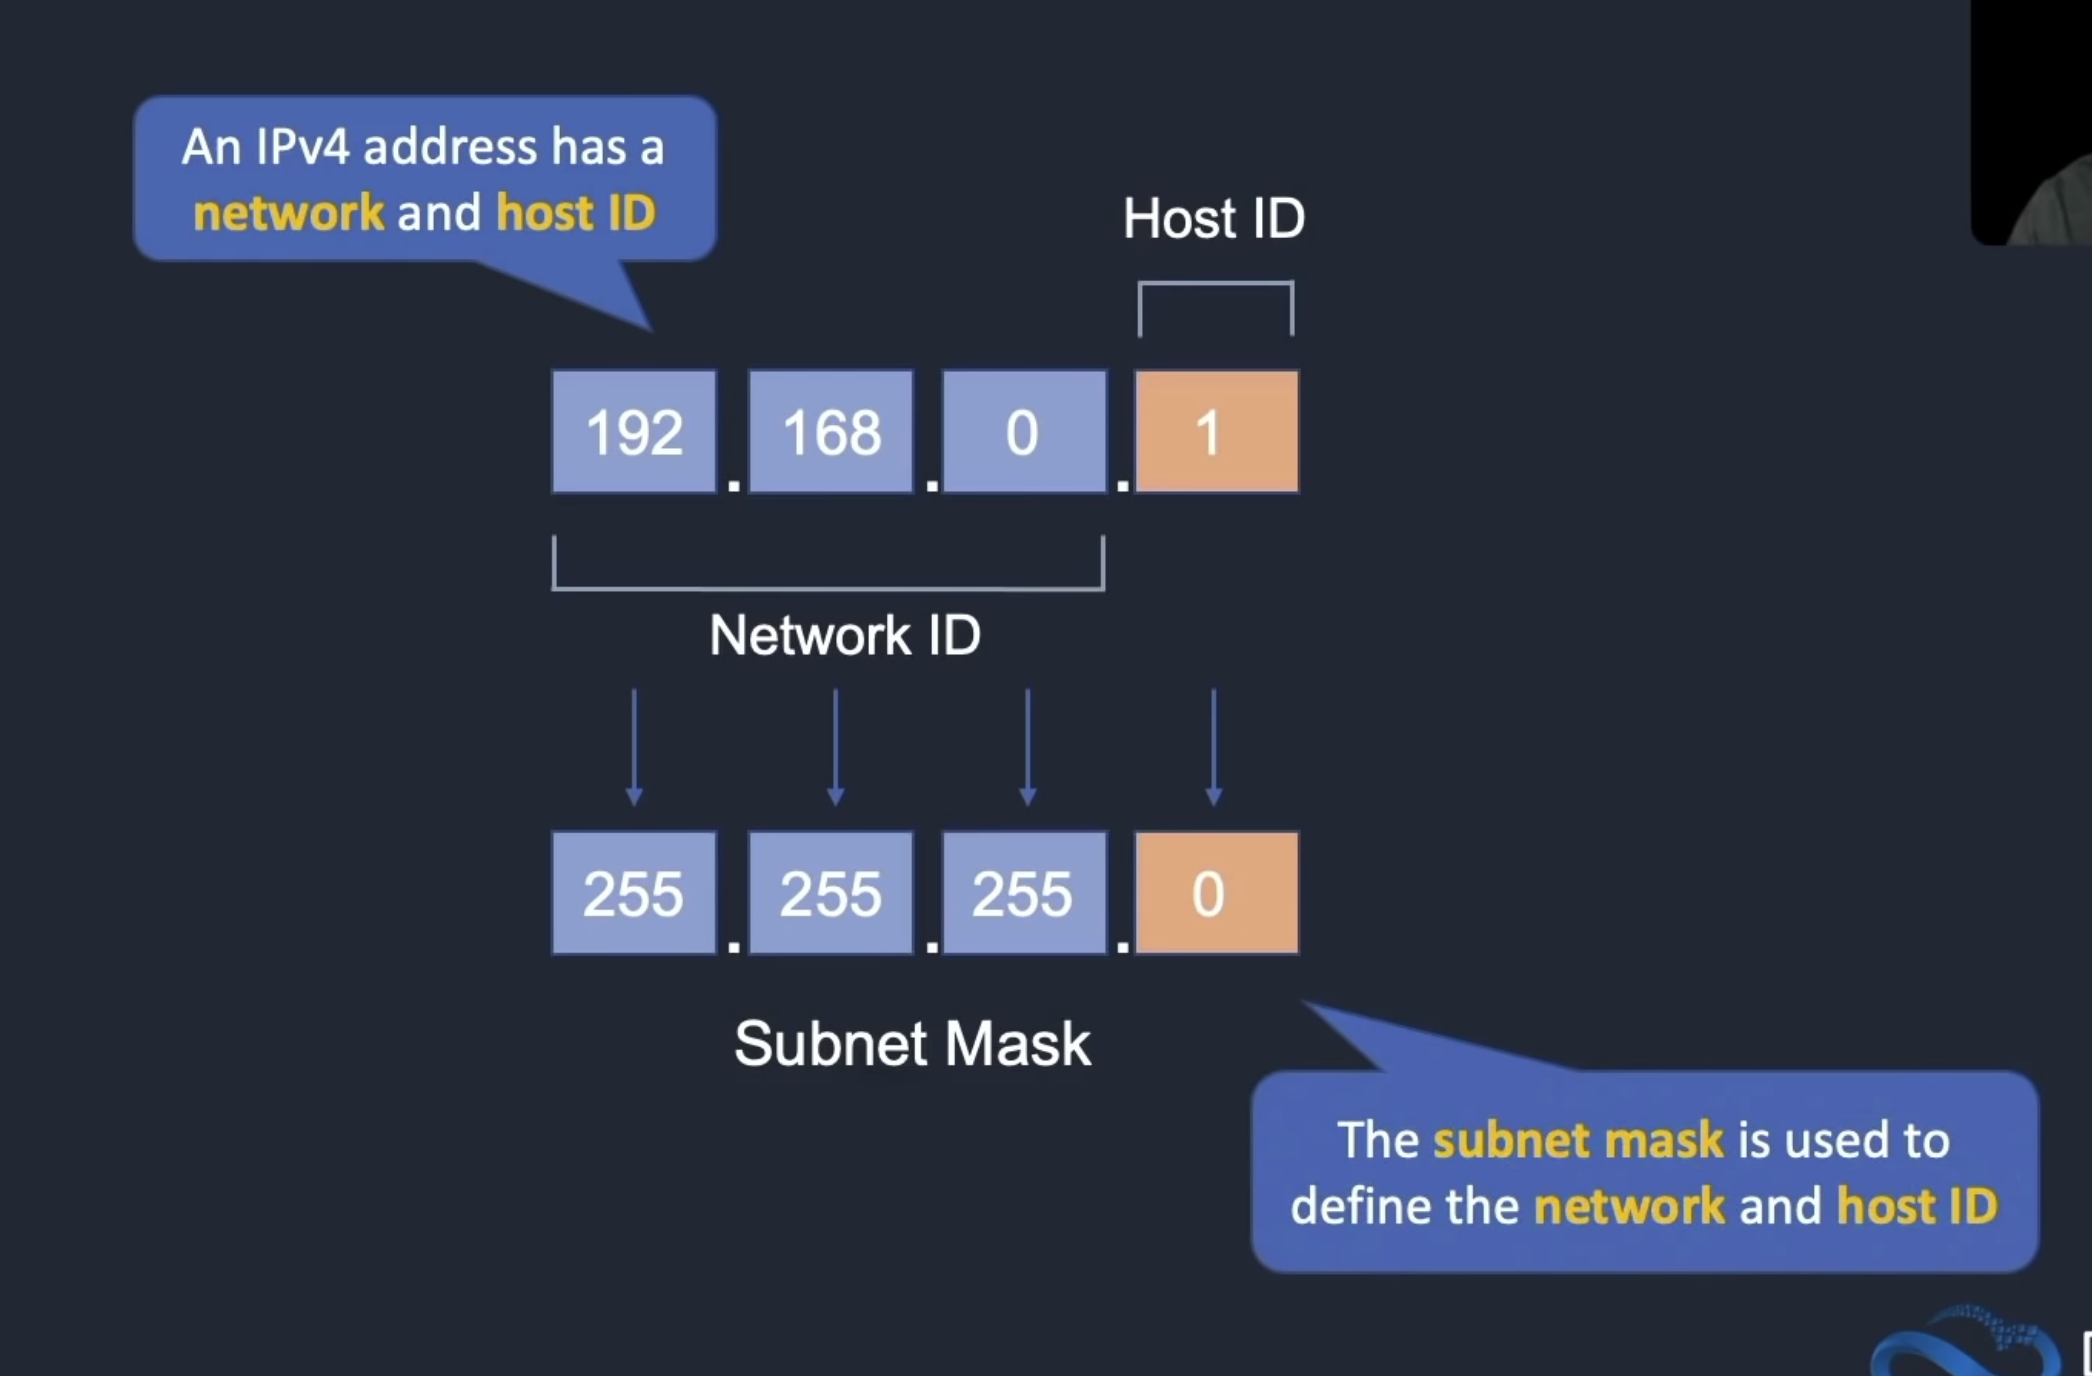 An IPv4 address has a
network and host ID
Host ID
192 . 168 . 0 . 1
Network ID
255 . 255 . 255 . 0
Subnet Mask
The subnet mask is used to
define the network and host ID